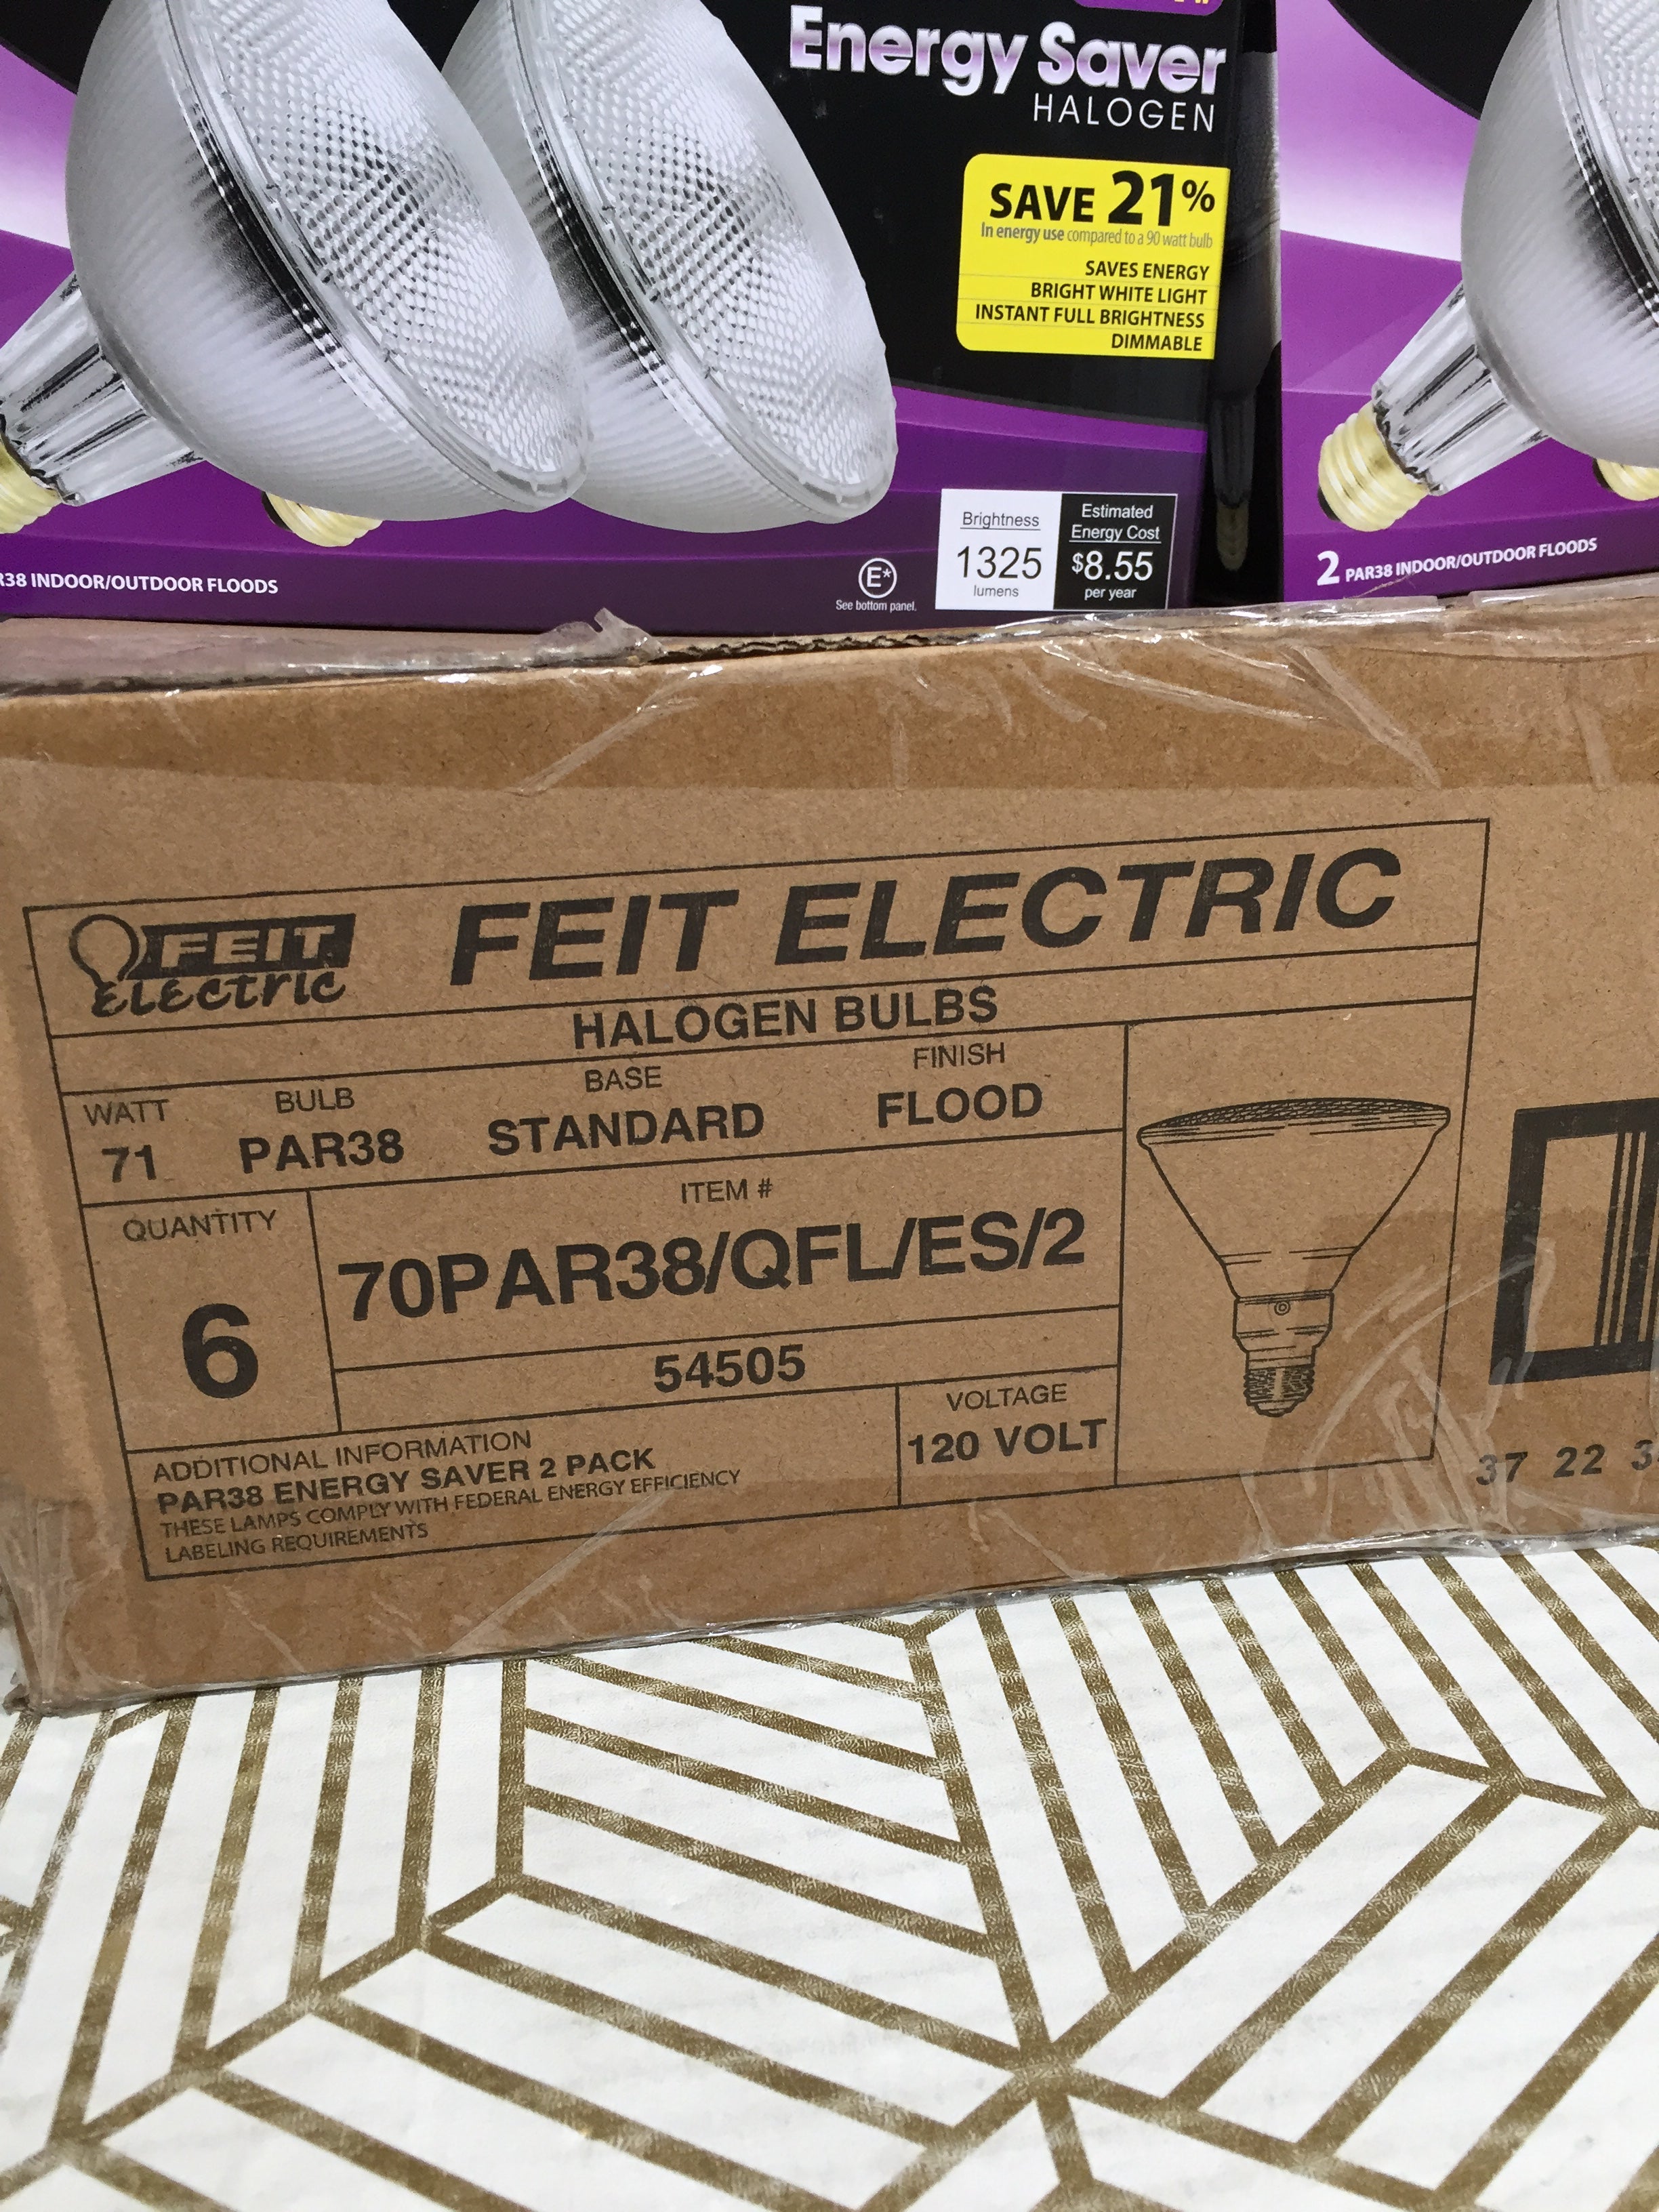 Energy Saver
HALOGEN
SAVE 21%
In energy use compared to a 90 watt bulb
SAVES ENERGY
BRIGHT WHITE LIGHT
INSTANT FULL BRIGHTNESS
DIMMABLE
Brightness
1325
lumens
Estimated
Energy Cost
$8.55
per year
E*
See bottom panel.
INDOOR/OUTDOOR FLOODS
2 PAR38 INDOOR/OUTDOOR FLOODS
FEIT
ELECTRIC
FEIT ELECTRIC
HALOGEN BULBS
WATT BULB BASE FINISH
71 PAR38 STANDARD FLOOD
QUANTITY
6
ITEM #
70PAR38/QFL/ES/2
54505
ADDITIONAL INFORMATION
PAR38 ENERGY SAVER 2 PACK
THESE LAMPS COMPLY WITH FEDERAL ENERGY EFFICIENCY
LABELING REQUIREMENTS
VOLTAGE
120 VOLT
37 22